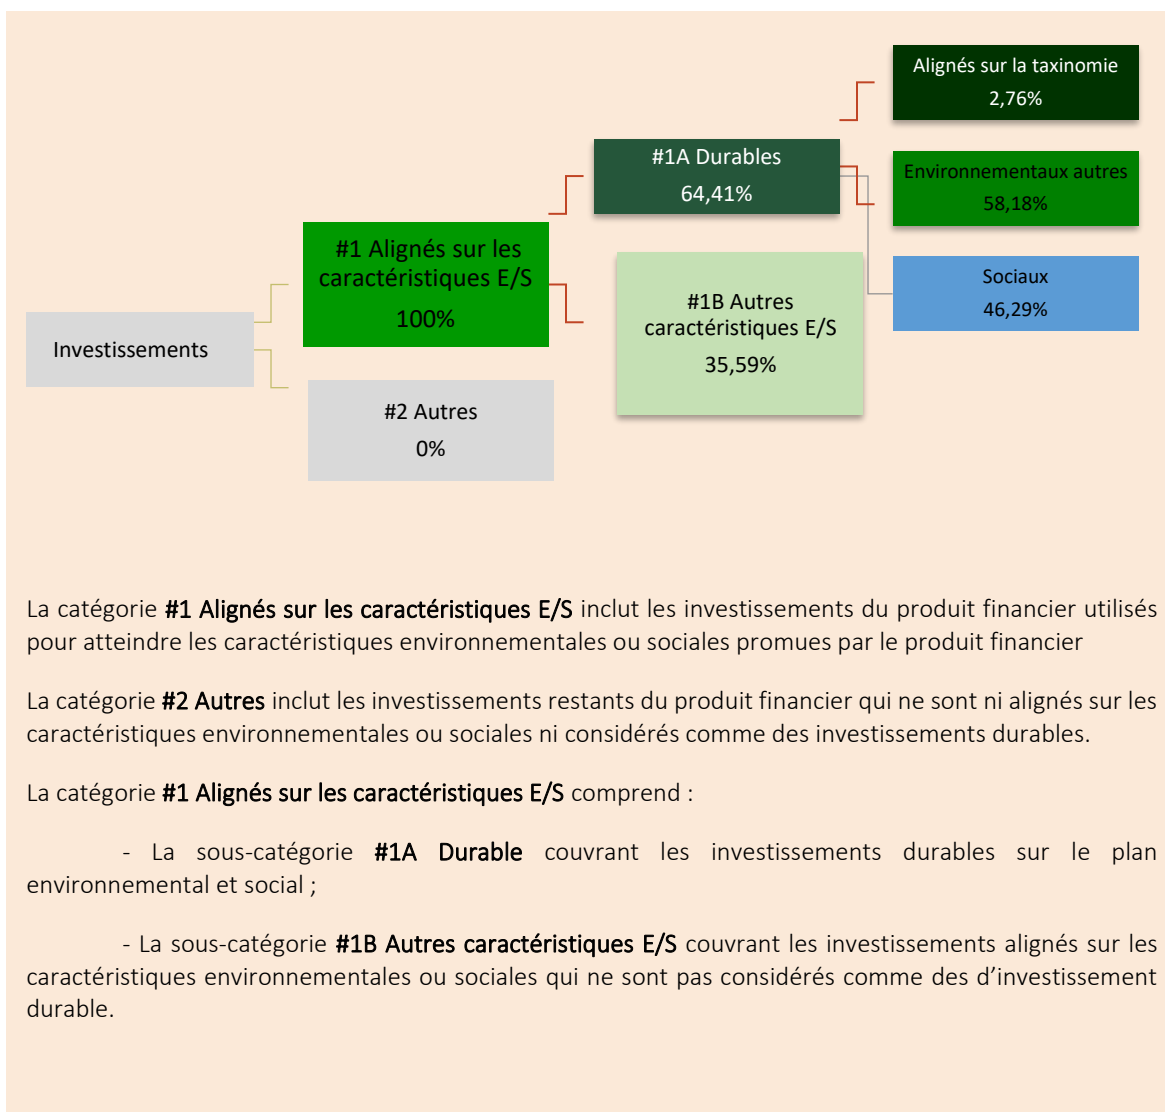 Investissements
#1 Alignés sur les
caractéristiques E/S
100%
#2 Autres
0%
#1A Durables
64,41%
#1B Autres
caractéristiques E/S
35,59%
Alignés sur la taxinomie
2,76%
Environnementaux autres
58,18%
Sociaux
46,29%
La catégorie #1 Alignés sur les caractéristiques E/S inclut les investissements du produit financier utilisés
pour atteindre les caractéristiques environnementales ou sociales promues par le produit financier
La catégorie #2 Autres inclut les investissements restants du produit financier qui ne sont ni alignés sur les
caractéristiques environnementales ou sociales ni considérés comme des investissements durables.
La catégorie #1 Alignés sur les caractéristiques E/S comprend :
- La sous-catégorie #1A Durable couvrant les investissements durables sur le plan
environnemental et social ;
- La sous-catégorie #1B Autres caractéristiques E/S couvrant les investissements alignés sur les
caractéristiques environnementales ou sociales qui ne sont pas considérés comme des d’investissement
durable.